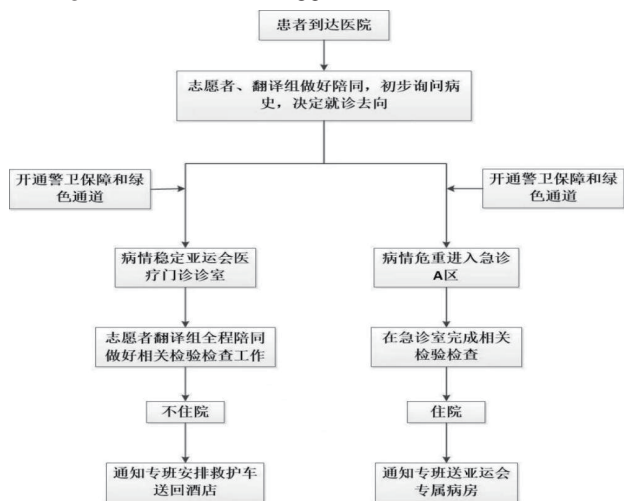 患者到达医院
志愿者、翻译组做好陪同，初步询问病
史，决定就诊去向
开通警卫保障和绿
色通道
开通警卫保障和绿
色通道
病情稳定亚运会医
疗门诊诊室
病情危重进入急诊
A区
志愿者翻译组全程陪同
做好相关检验检查工作
在急诊室完成相关
检验检查
不住院
住院
通知专班安排救护车
送回酒店
通知专班送亚运会
专属病房